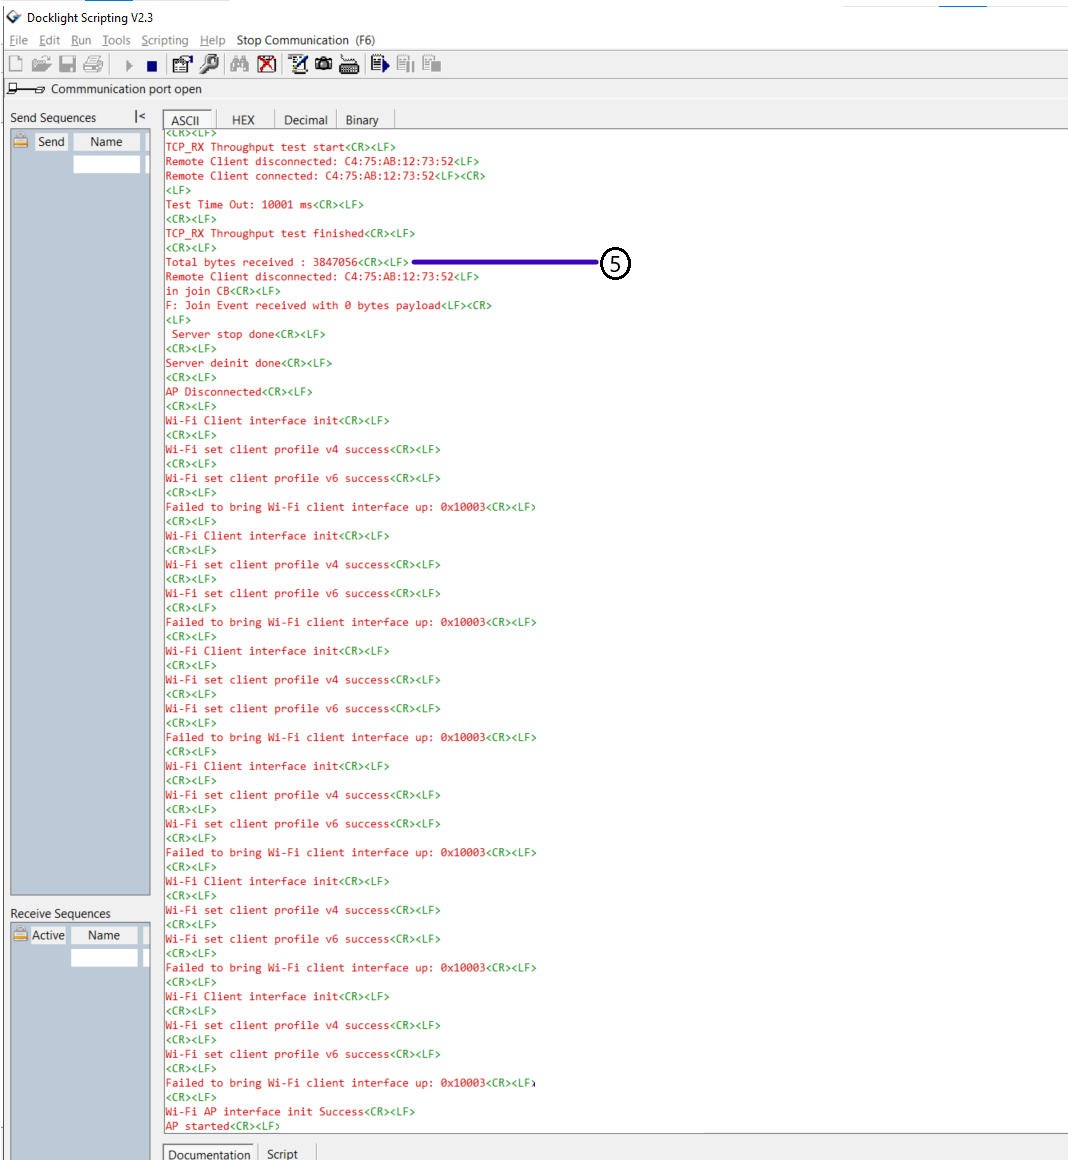 Docklight Scripting V2.3
File Edit Run Tools Scripting Help Stop Communication (F6)
Commmunication port open
Send Sequences
Send Name
ASCII HEX Decimal Binary
<CR><LF>
TCP_RX Throughput test start<CR><LF>
Remote Client disconnected: C4:75:AB:12:73:52<LF>
Remote Client connected: C4:75:AB:12:73:52<LF><CR>
<LF>
Test Time Out: 10001 ms<CR><LF>
<CR><LF>
TCP_RX Throughput test finished<CR><LF>
<CR><LF>
Total bytes received : 3847056<CR><LF> 5
Remote Client disconnected: C4:75:AB:12:73:52<LF>
in join CB<CR><LF>
F: Join Event received with 0 bytes payload<LF><CR>
<LF>
Server stop done<CR><LF>
<CR><LF>
Server deinit done<CR><LF>
<CR><LF>
AP Disconnected<CR><LF>
<CR><LF>
Wi-Fi Client interface init<CR><LF>
<CR><LF>
Wi-Fi set client profile v4 success<CR><LF>
<CR><LF>
Wi-Fi set client profile v6 success<CR><LF>
<CR><LF>
Failed to bring Wi-Fi client interface up: 0x10003<CR><LF>
<CR><LF>
Wi-Fi Client interface init<CR><LF>
<CR><LF>
Wi-Fi set client profile v4 success<CR><LF>
<CR><LF>
Wi-Fi set client profile v6 success<CR><LF>
<CR><LF>
Failed to bring Wi-Fi client interface up: 0x10003<CR><LF>
<CR><LF>
Wi-Fi Client interface init<CR><LF>
<CR><LF>
Wi-Fi set client profile v4 success<CR><LF>
<CR><LF>
Wi-Fi set client profile v6 success<CR><LF>
<CR><LF>
Failed to bring Wi-Fi client interface up: 0x10003<CR><LF>
<CR><LF>
Wi-Fi Client interface init<CR><LF>
<CR><LF>
Wi-Fi set client profile v4 success<CR><LF>
<CR><LF>
Wi-Fi set client profile v6 success<CR><LF>
<CR><LF>
Failed to bring Wi-Fi client interface up: 0x10003<CR><LF>
<CR><LF>
Wi-Fi Client interface init<CR><LF>
<CR><LF>
Wi-Fi set client profile v4 success<CR><LF>
<CR><LF>
Wi-Fi set client profile v6 success<CR><LF>
<CR><LF>
Failed to bring Wi-Fi client interface up: 0x10003<CR><LF>
<CR><LF>
Wi-Fi Client interface init<CR><LF>
<CR><LF>
Wi-Fi set client profile v4 success<CR><LF>
<CR><LF>
Wi-Fi set client profile v6 success<CR><LF>
<CR><LF>
Failed to bring Wi-Fi client interface up: 0x10003<CR><LF>
<CR><LF>
Wi-Fi AP interface init Success<CR><LF>
AP started<CR><LF>
Receive Sequences
Active Name
Documentation Script